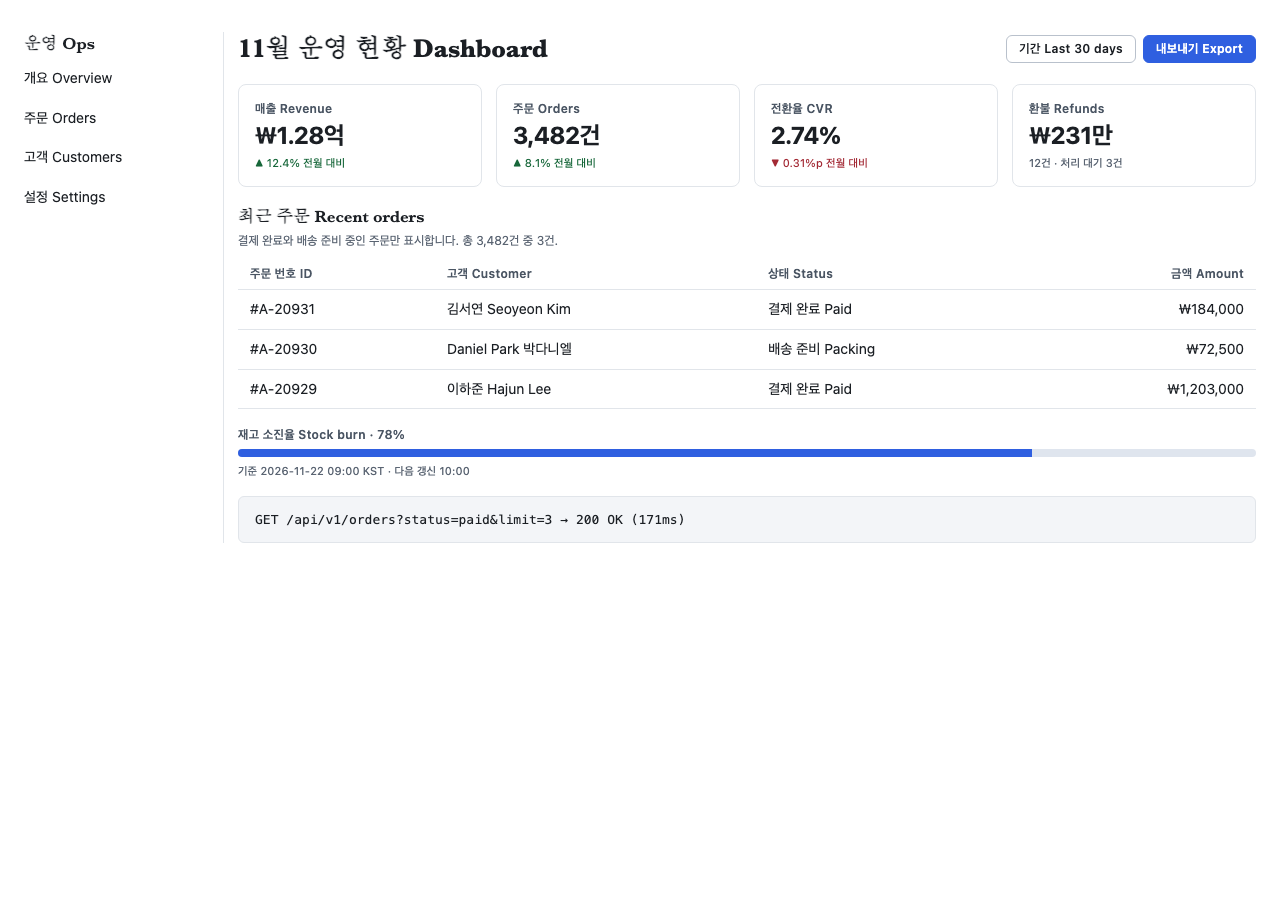 운영 Ops
개요 Overview
주문 Orders
고객 Customers
설정 Settings
11월 운영 현황 Dashboard
기간 Last 30 days
내보내기 Export
매출 Revenue
₩1.28억
▲ 12.4% 전월 대비
주문 Orders
3,482건
▲ 8.1% 전월 대비
전환율 CVR
2.74%
▼ 0.31%p 전월 대비
환불 Refunds
₩231만
12건 · 처리 대기 3건
최근 주문 Recent orders
결제 완료와 배송 준비 중인 주문만 표시합니다. 총 3,482건 중 3건.
주문 번호 ID 고객 Customer 상태 Status 금액 Amount
#A-20931 김서연 Seoyeon Kim 결제 완료 Paid ₩184,000
#A-20930 Daniel Park 박다니엘 배송 준비 Packing ₩72,500
#A-20929 이하준 Hajun Lee 결제 완료 Paid ₩1,203,000
재고 소진율 Stock burn · 78%
기준 2026-11-22 09:00 KST · 다음 갱신 10:00
GET /api/v1/orders?status=paid&limit=3 → 200 OK (171ms)